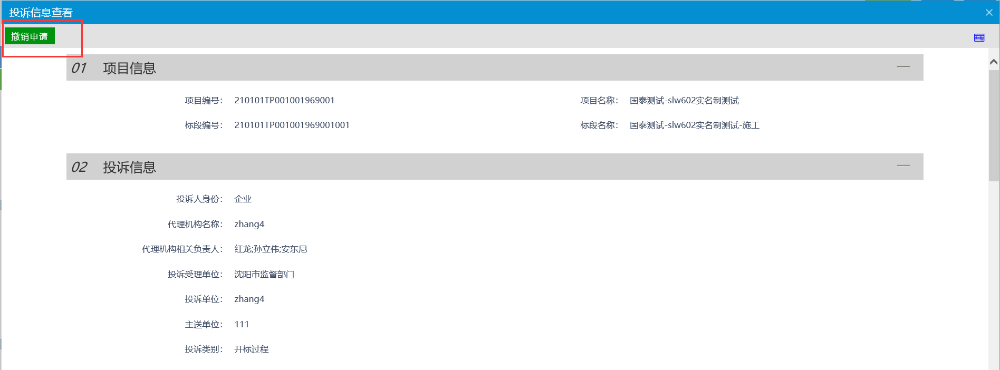 投诉信息查看
撤销申请
01 项目信息
项目编号： 210101TP001001969001 项目名称： 国泰测试-slw602实名制测试
标段编号： 210101TP001001969001001 标段名称： 国泰测试-slw602实名制测试-施工
02 投诉信息
投诉人身份： 企业
代理机构名称： zhang4
代理机构相关负责人： 红龙;孙立伟;安东尼
投诉受理单位： 沈阳市监督部门
投诉单位： zhang4
主送单位： 111
投诉类别： 开标过程